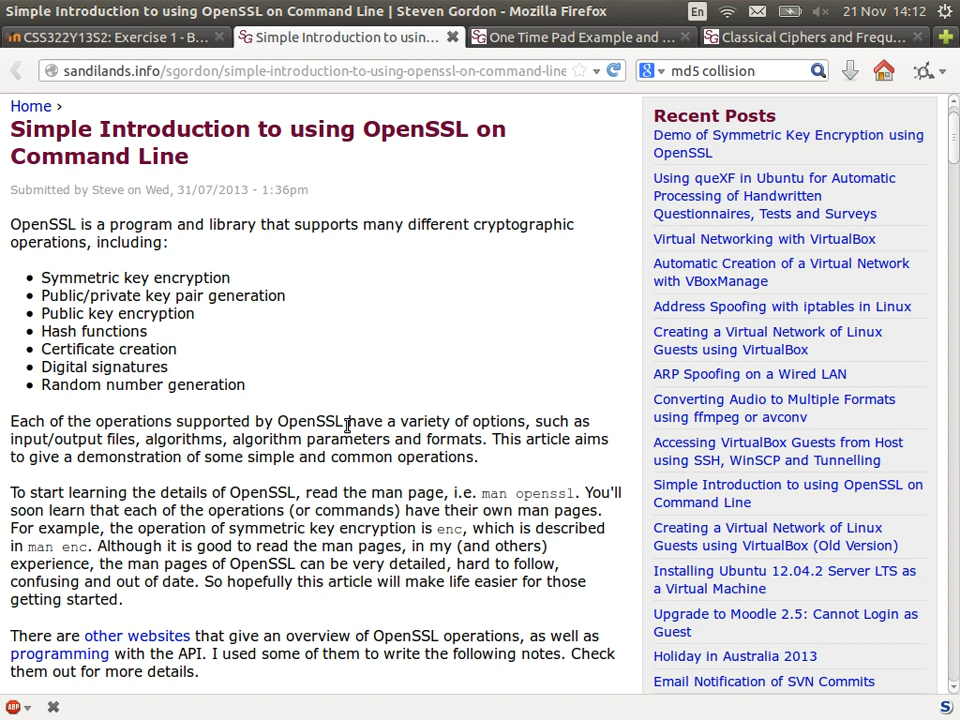 Simple Introduction to using OpenSSL on Command Line | Steven Gordon - Mozilla Firefox
En
21 Nov 14:12
CSS322Y13S2: Exercise 1 - B...
Simple Introduction to usin...
One Time Pad Example and ...
Classical Ciphers and Frequ...
sandilands.info/sgordon/simple-introduction-to-using-openssl-on-command-line
md5 collision
Home ›
Simple Introduction to using OpenSSL on
Command Line
Submitted by Steve on Wed, 31/07/2013 - 1:36pm
OpenSSL is a program and library that supports many different cryptographic
operations, including:
• Symmetric key encryption
• Public/private key pair generation
• Public key encryption
• Hash functions
• Certificate creation
• Digital signatures
• Random number generation
Each of the operations supported by OpenSSL have a variety of options, such as
input/output files, algorithms, algorithm parameters and formats. This article aims
to give a demonstration of some simple and common operations.
To start learning the details of OpenSSL, read the man page, i.e. man openssl. You'll
soon learn that each of the operations (or commands) have their own man pages.
For example, the operation of symmetric key encryption is enc, which is described
in man enc. Although it is good to read the man pages, in my (and others)
experience, the man pages of OpenSSL can be very detailed, hard to follow,
confusing and out of date. So hopefully this article will make life easier for those
getting started.
There are other websites that give an overview of OpenSSL operations, as well as
programming with the API. I used some of them to write the following notes. Check
them out for more details.
Recent Posts
Demo of Symmetric Key Encryption using
OpenSSL
Using queXF in Ubuntu for Automatic
Processing of Handwritten
Questionnaires, Tests and Surveys
Virtual Networking with VirtualBox
Automatic Creation of a Virtual Network
with VBoxManage
Address Spoofing with iptables in Linux
Creating a Virtual Network of Linux
Guests using VirtualBox
ARP Spoofing on a Wired LAN
Converting Audio to Multiple Formats
using ffmpeg or avconv
Accessing VirtualBox Guests from Host
using SSH, WinSCP and Tunnelling
Simple Introduction to using OpenSSL on
Command Line
Creating a Virtual Network of Linux
Guests using VirtualBox (Old Version)
Installing Ubuntu 12.04.2 Server LTS as
a Virtual Machine
Upgrade to Moodle 2.5: Cannot Login as
Guest
Holiday in Australia 2013
Email Notification of SVN Commits
ABP
S